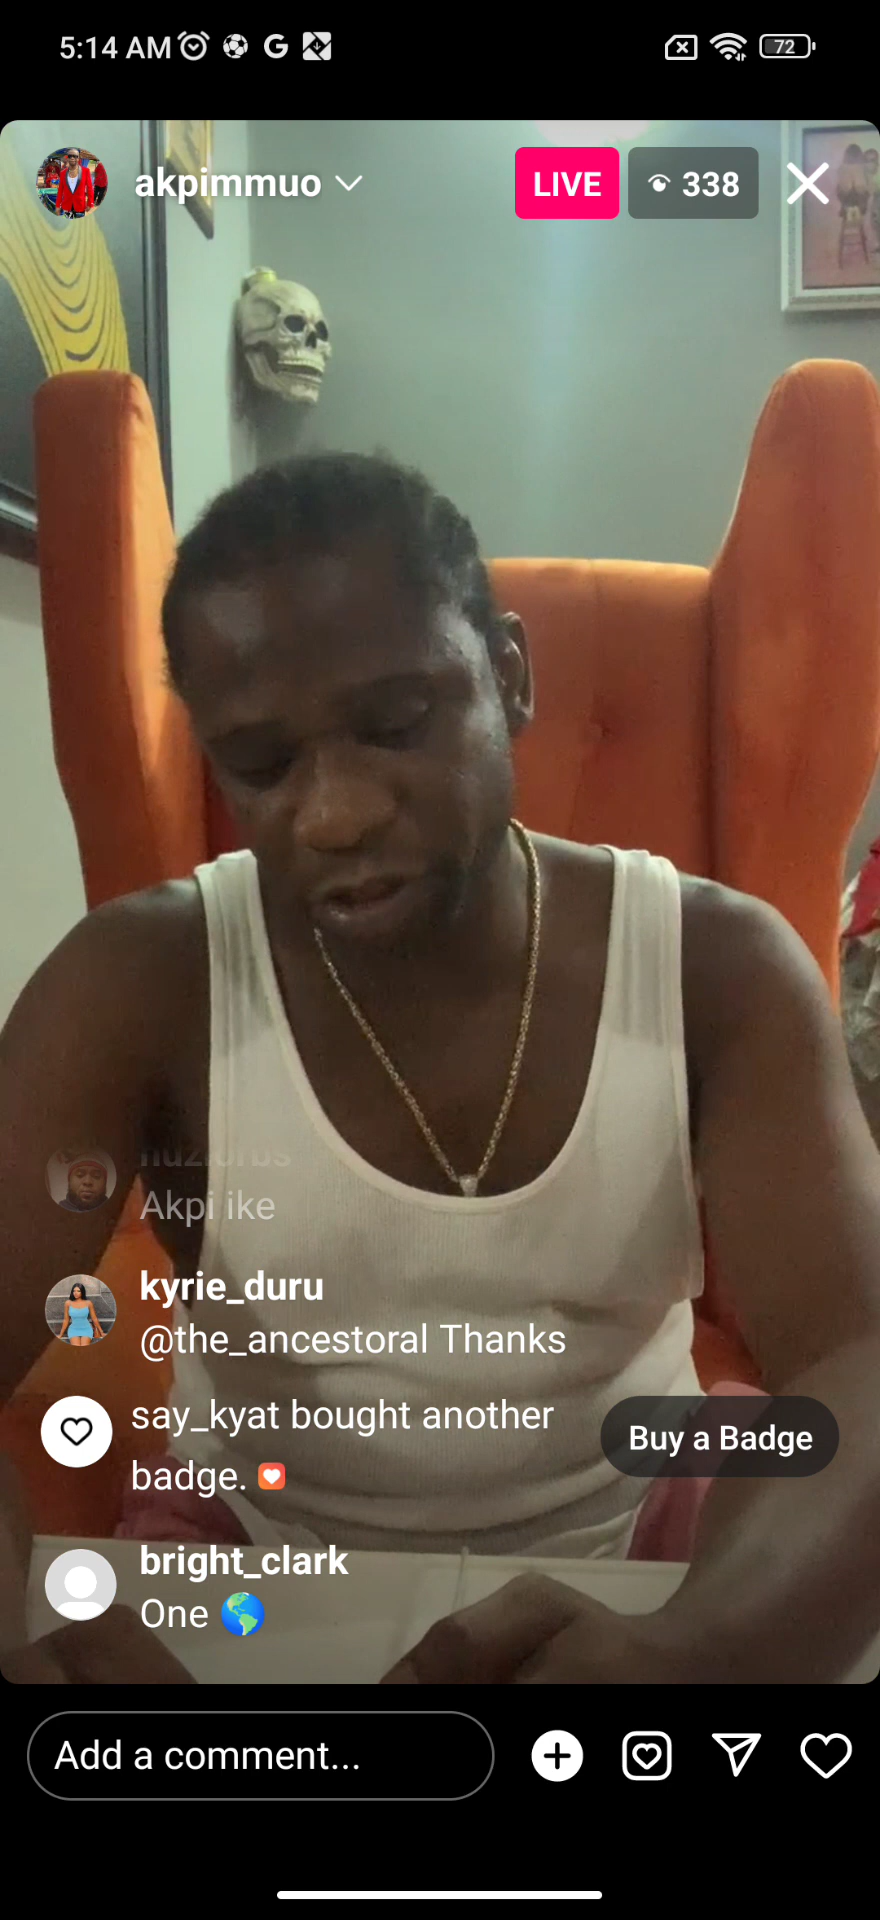 5:14 AM
72
akpimmuo
LIVE
338
Akpi ike
kyrie_duru
@the_ancestoral Thanks
say_kyat bought another
badge.
Buy a Badge
bright_clark
One 🌎
Add a comment...